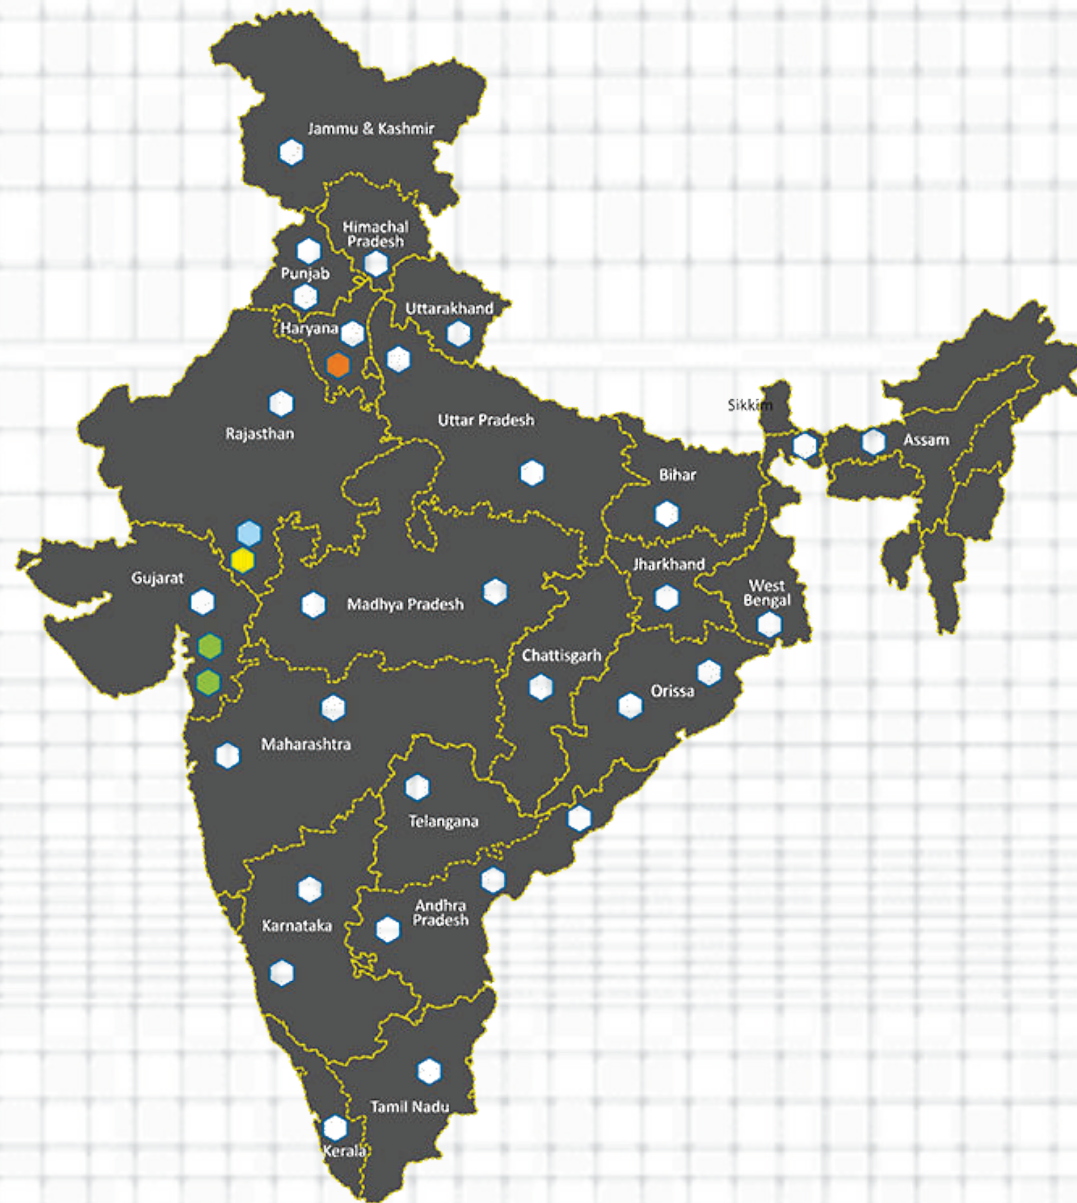 Jammu & Kashmir
Himachal
Pradesh
Punjab
Uttarakhand
Haryana
Sikkim
Rajasthan
Uttar Pradesh
Assam
Bihar
Jharkhand
Gujarat
West
Bengal
Madhya Pradesh
Chattisgarh
Orissa
Maharashtra
Telangana
Andhra
Pradesh
Karnataka
Tamil Nadu
Kerala